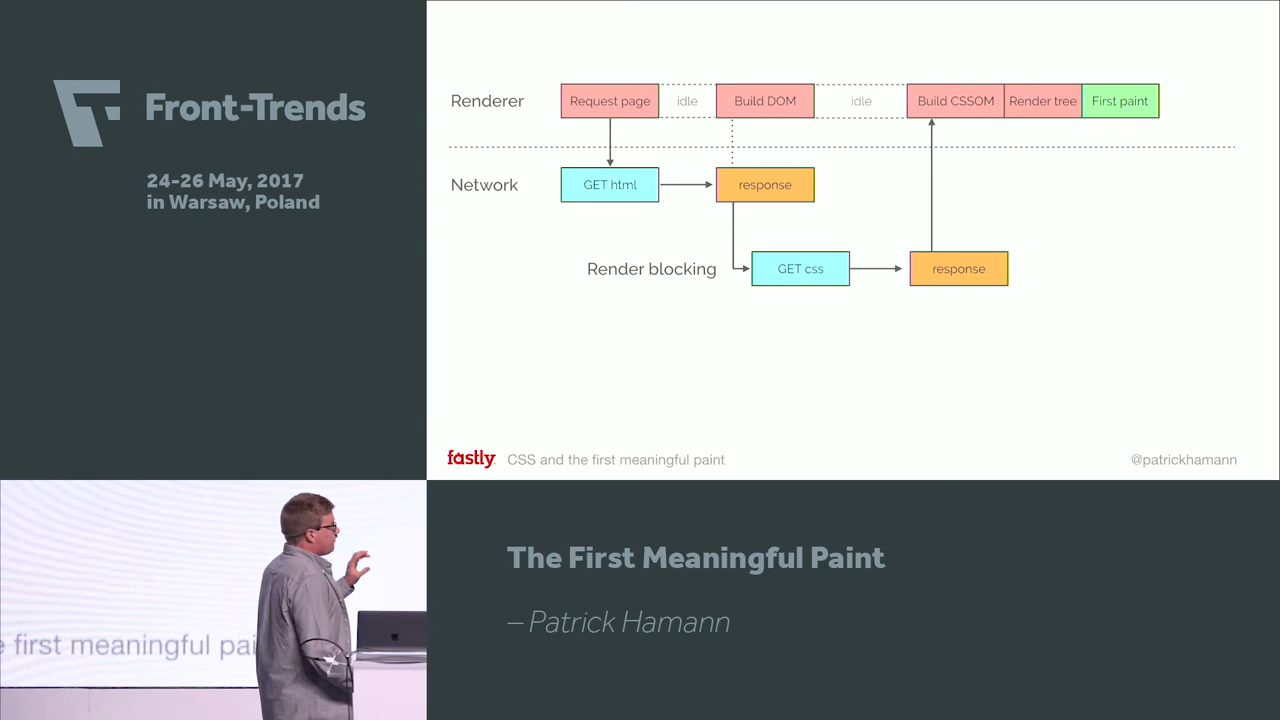 Front-Trends
24-26 May, 2017
in Warsaw, Poland
Renderer
Request page
idle
Build DOM
idle
Build CSSOM
Render tree
First paint
Network
GET html
response
Render blocking
GET css
response
fastly
CSS and the first meaningful paint
@patrickhamann
first meaningful pai
The First Meaningful Paint
– Patrick Hamann